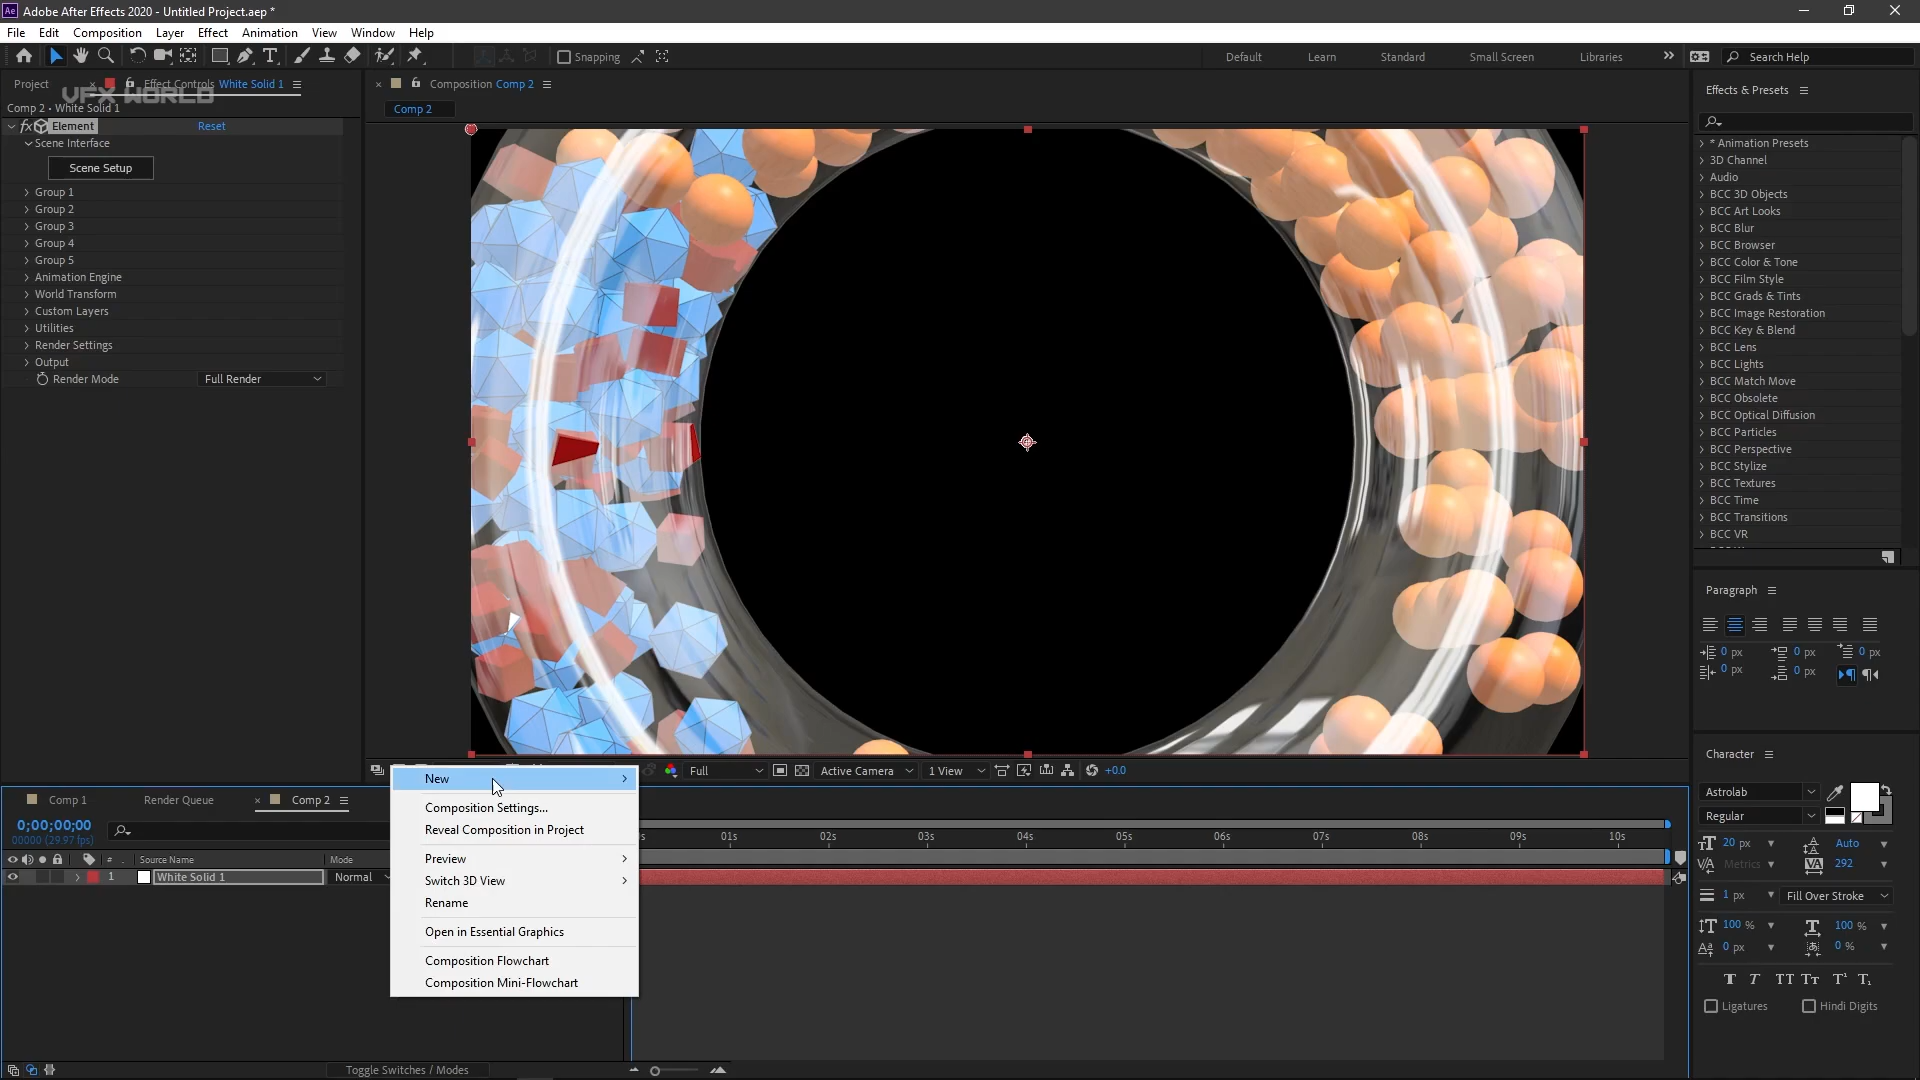 Ae Adobe After Effects 2020 - Untitled Project.aep *
File Edit Composition Layer Effect Animation View Window Help
Snapping
Default Learn Standard Small Screen Libraries
Search Help
Project Effect Controls White Solid 1
VFX WORLD
Comp 2 • White Solid 1
fx Element Reset
Scene Interface
Scene Setup
Group 1
Group 2
Group 3
Group 4
Group 5
Animation Engine
World Transform
Custom Layers
Utilities
Render Settings
Output
Render Mode Full Render
Composition Comp 2
Comp 2
Full Active Camera 1 View +0.0
Effects & Presets
* Animation Presets
3D Channel
Audio
BCC 3D Objects
BCC Art Looks
BCC Blur
BCC Browser
BCC Color & Tone
BCC Film Style
BCC Grads & Tints
BCC Image Restoration
BCC Key & Blend
BCC Lens
BCC Lights
BCC Match Move
BCC Obsolete
BCC Optical Diffusion
BCC Particles
BCC Perspective
BCC Stylize
BCC Textures
BCC Time
BCC Transitions
BCC VR
Paragraph
0 px 0 px 0 px
0 px 0 px
Character
Astrolab
Regular
20 px Auto
Metrics 292
1 px Fill Over Stroke
100 % 100 %
0 px 0 %
T T TT Tt T¹ T₁
Ligatures Hindi Digits
Comp 1 Render Queue Comp 2
0;00;00;00
00000 (29.97 fps)
# Source Name Mode
1 White Solid 1 Normal
01s 02s 03s 04s 05s 06s 07s 08s 09s 10s
New
Composition Settings...
Reveal Composition in Project
Preview
Switch 3D View
Rename
Open in Essential Graphics
Composition Flowchart
Composition Mini-Flowchart
Toggle Switches / Modes